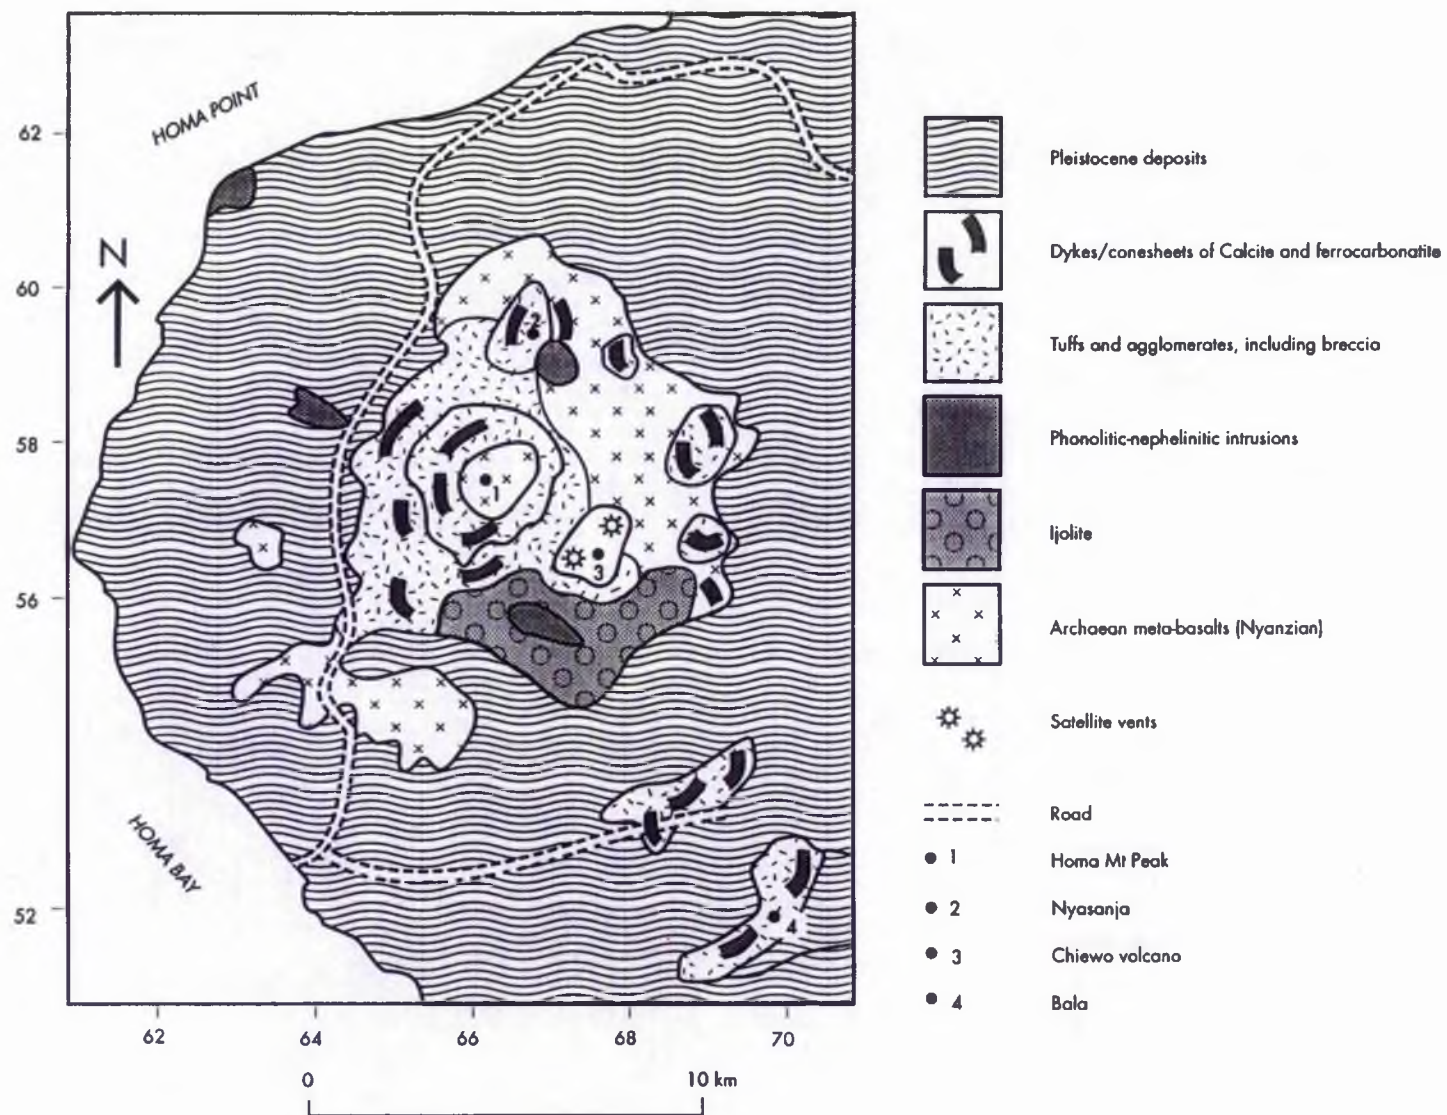 HOMA POINT
62
N
60
58
56
52
HOMA BAY
2
1
3
4
62 64 66 68 70
0 10 km
Pleistocene deposits
Dykes/conesheets of Calcite and ferrocarbonatite
Tuffs and agglomerates, including breccia
Phonolitic-nephelinitic intrusions
Ijolite
Archaean meta-basalts (Nyanzian)
Satellite vents
Road
1 Homa Mt Peak
2 Nyasanja
3 Chiewo volcano
4 Bala